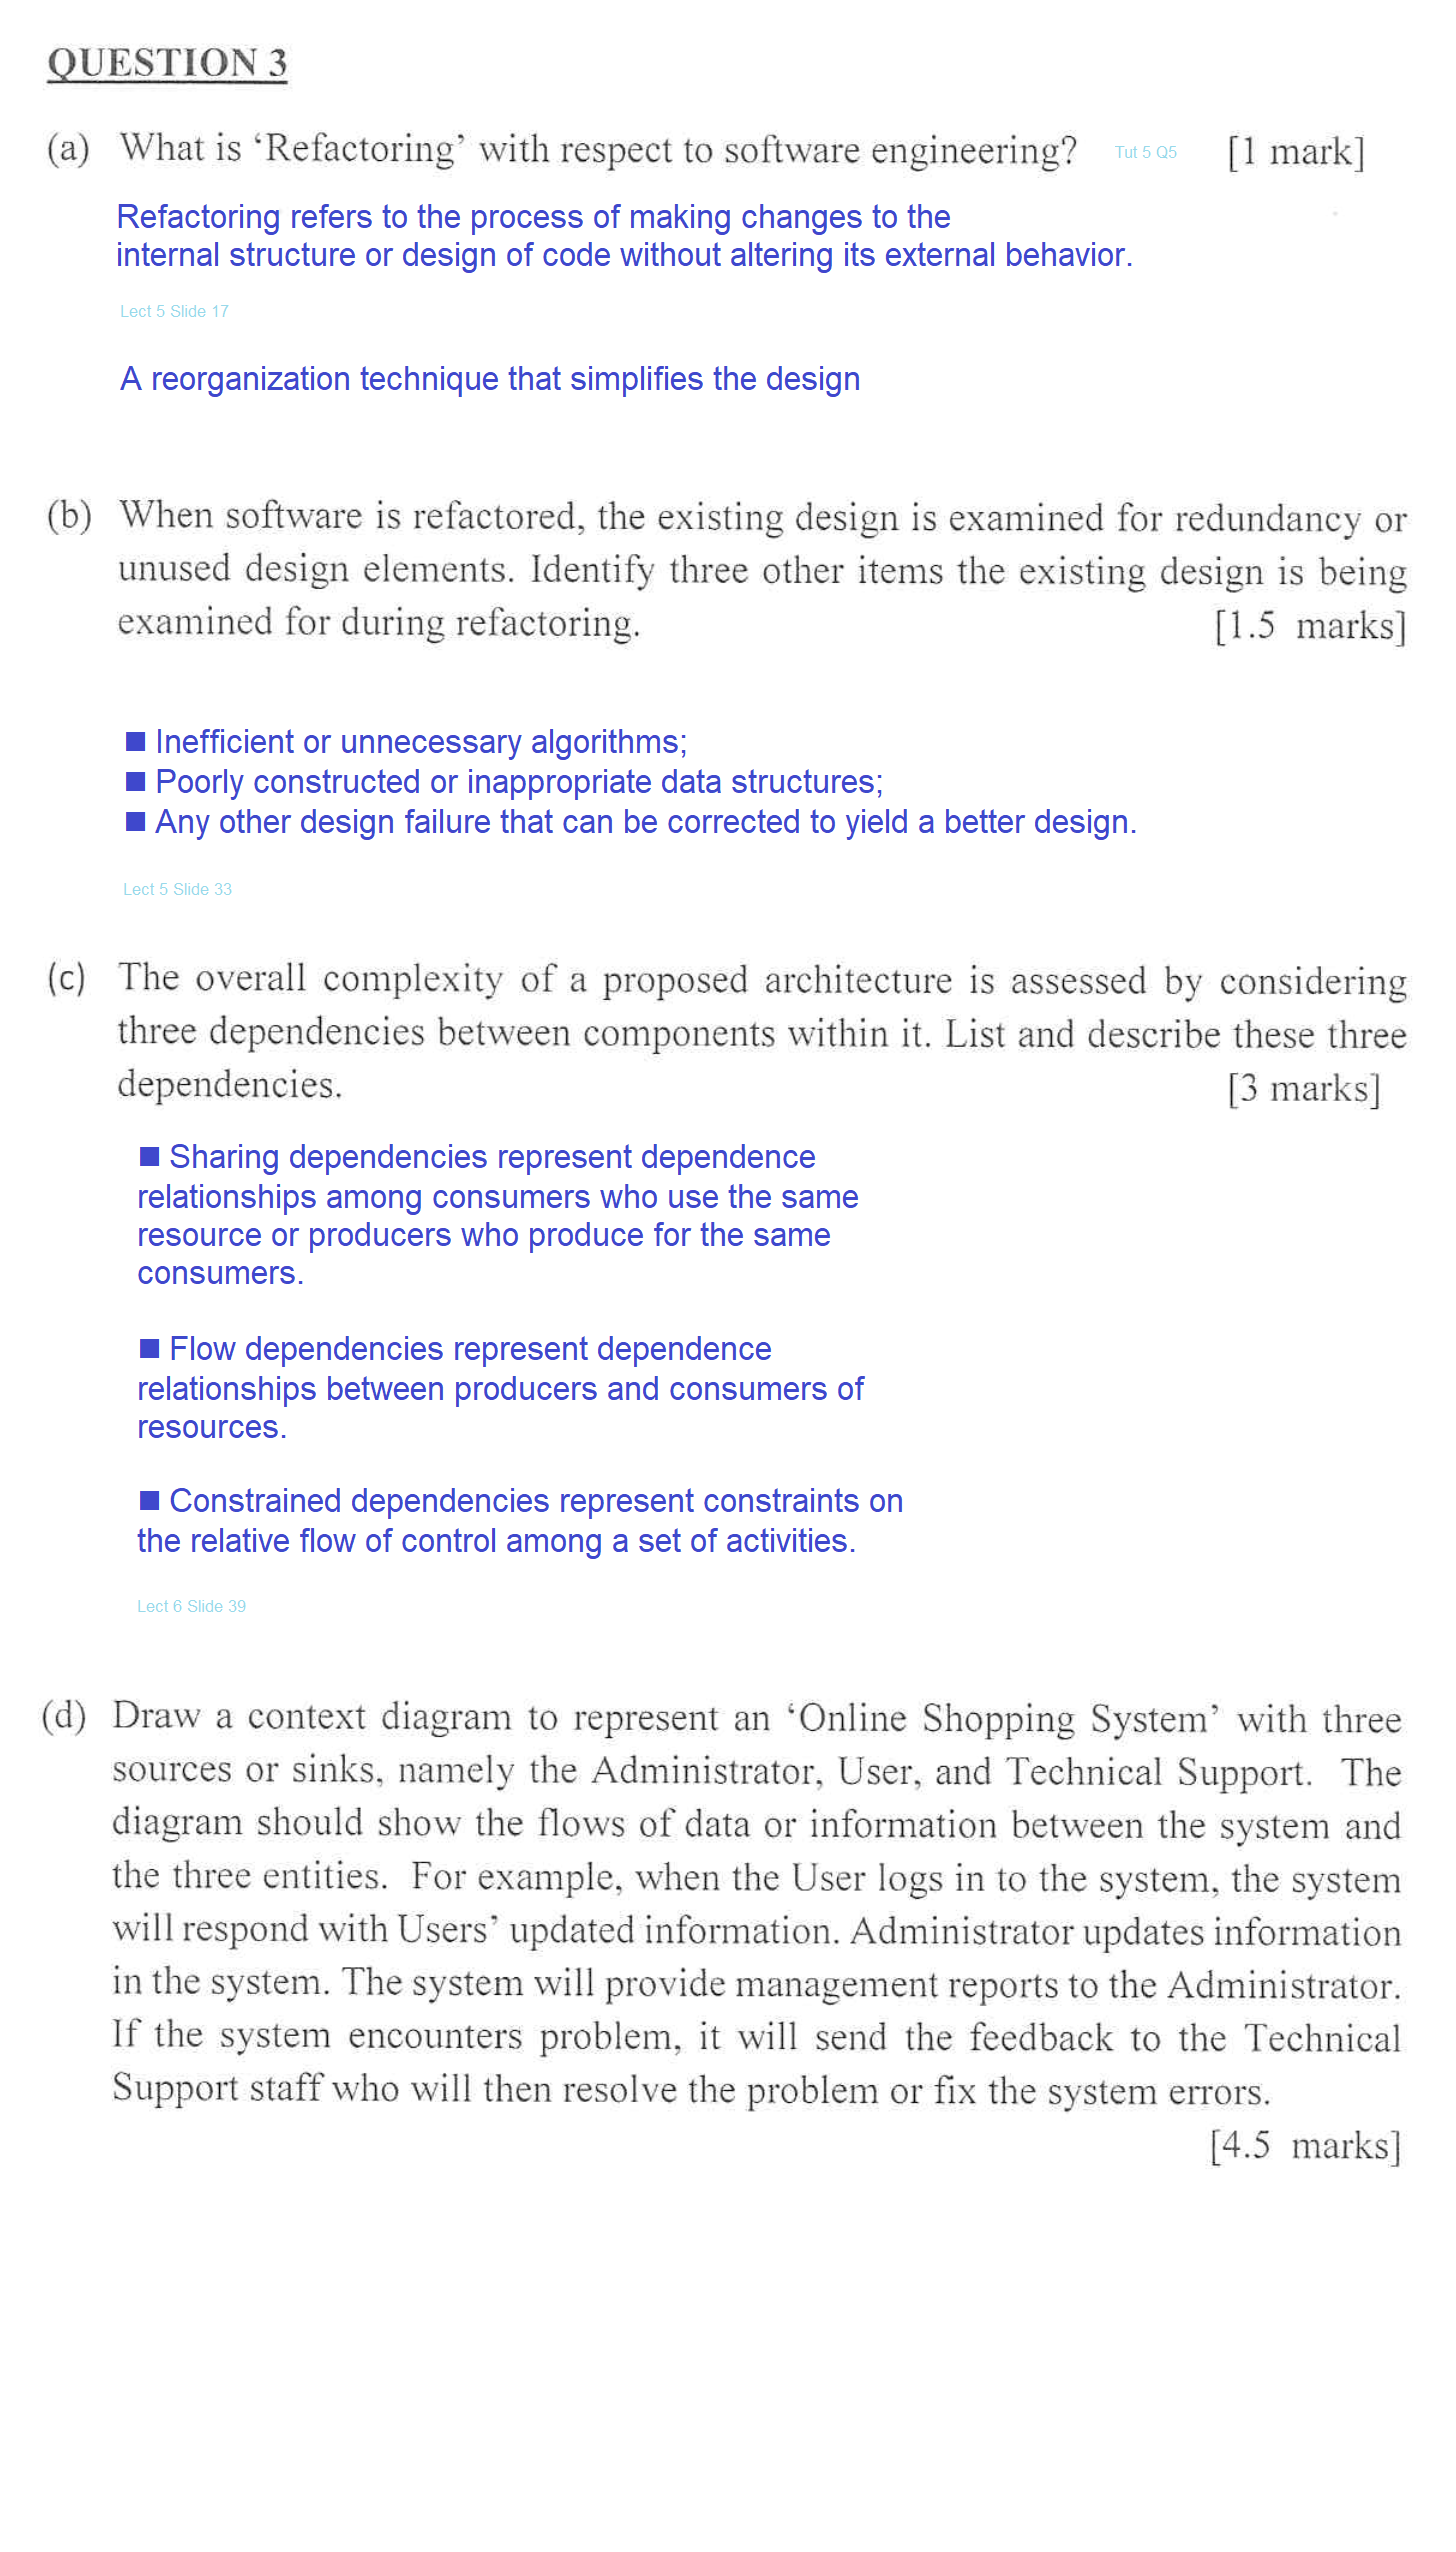 QUESTION 3
(a) What is ‘Refactoring’ with respect to software engineering? Tut 5 Q5 [1 mark]
Refactoring refers to the process of making changes to the
internal structure or design of code without altering its external behavior.
Lect 5 Slide 17
A reorganization technique that simplifies the design
(b) When software is refactored, the existing design is examined for redundancy or
unused design elements. Identify three other items the existing design is being
examined for during refactoring. [1.5 marks]
■ Inefficient or unnecessary algorithms;
■ Poorly constructed or inappropriate data structures;
■ Any other design failure that can be corrected to yield a better design.
Lect 5 Slide 33
(c) The overall complexity of a proposed architecture is assessed by considering
three dependencies between components within it. List and describe these three
dependencies. [3 marks]
■ Sharing dependencies represent dependence
relationships among consumers who use the same
resource or producers who produce for the same
consumers.
■ Flow dependencies represent dependence
relationships between producers and consumers of
resources.
■ Constrained dependencies represent constraints on
the relative flow of control among a set of activities.
Lect 6 Slide 39
(d) Draw a context diagram to represent an ‘Online Shopping System’ with three
sources or sinks, namely the Administrator, User, and Technical Support. The
diagram should show the flows of data or information between the system and
the three entities. For example, when the User logs in to the system, the system
will respond with Users’ updated information. Administrator updates information
in the system. The system will provide management reports to the Administrator.
If the system encounters problem, it will send the feedback to the Technical
Support staff who will then resolve the problem or fix the system errors.
[4.5 marks]